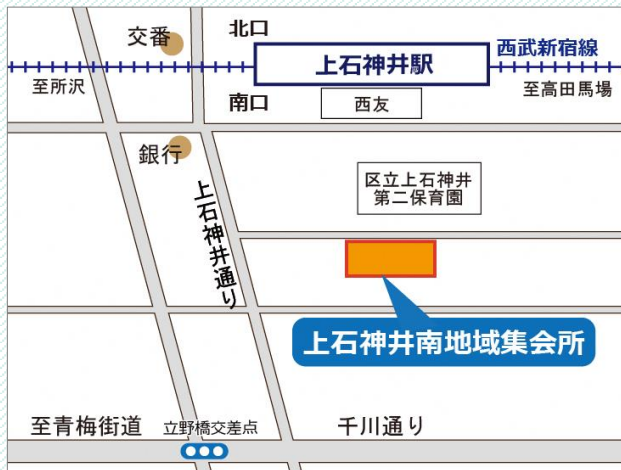 交番
北口
上石神井駅
西武新宿線
至所沢
南口
西友
至高田馬場
銀行
区立上石神井
第二保育園
上石神井通り
上石神井南地域集会所
至青梅街道
立野橋交差点
千川通り